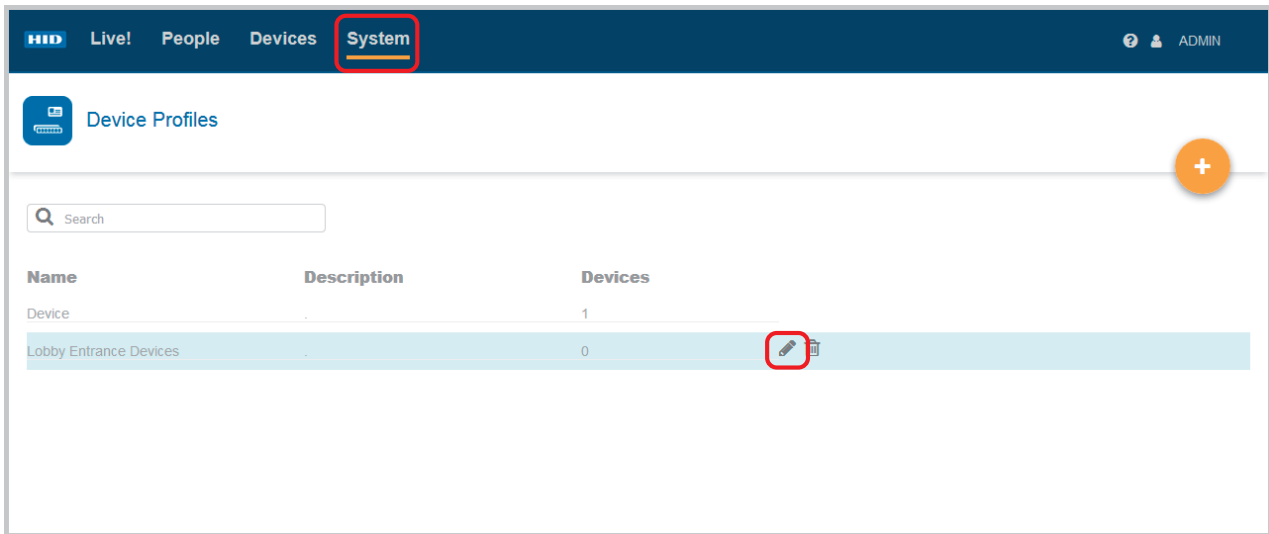 HID Live! People Devices System ADMIN
Device Profiles
Search
Name Description Devices
Device . 1
Lobby Entrance Devices . 0